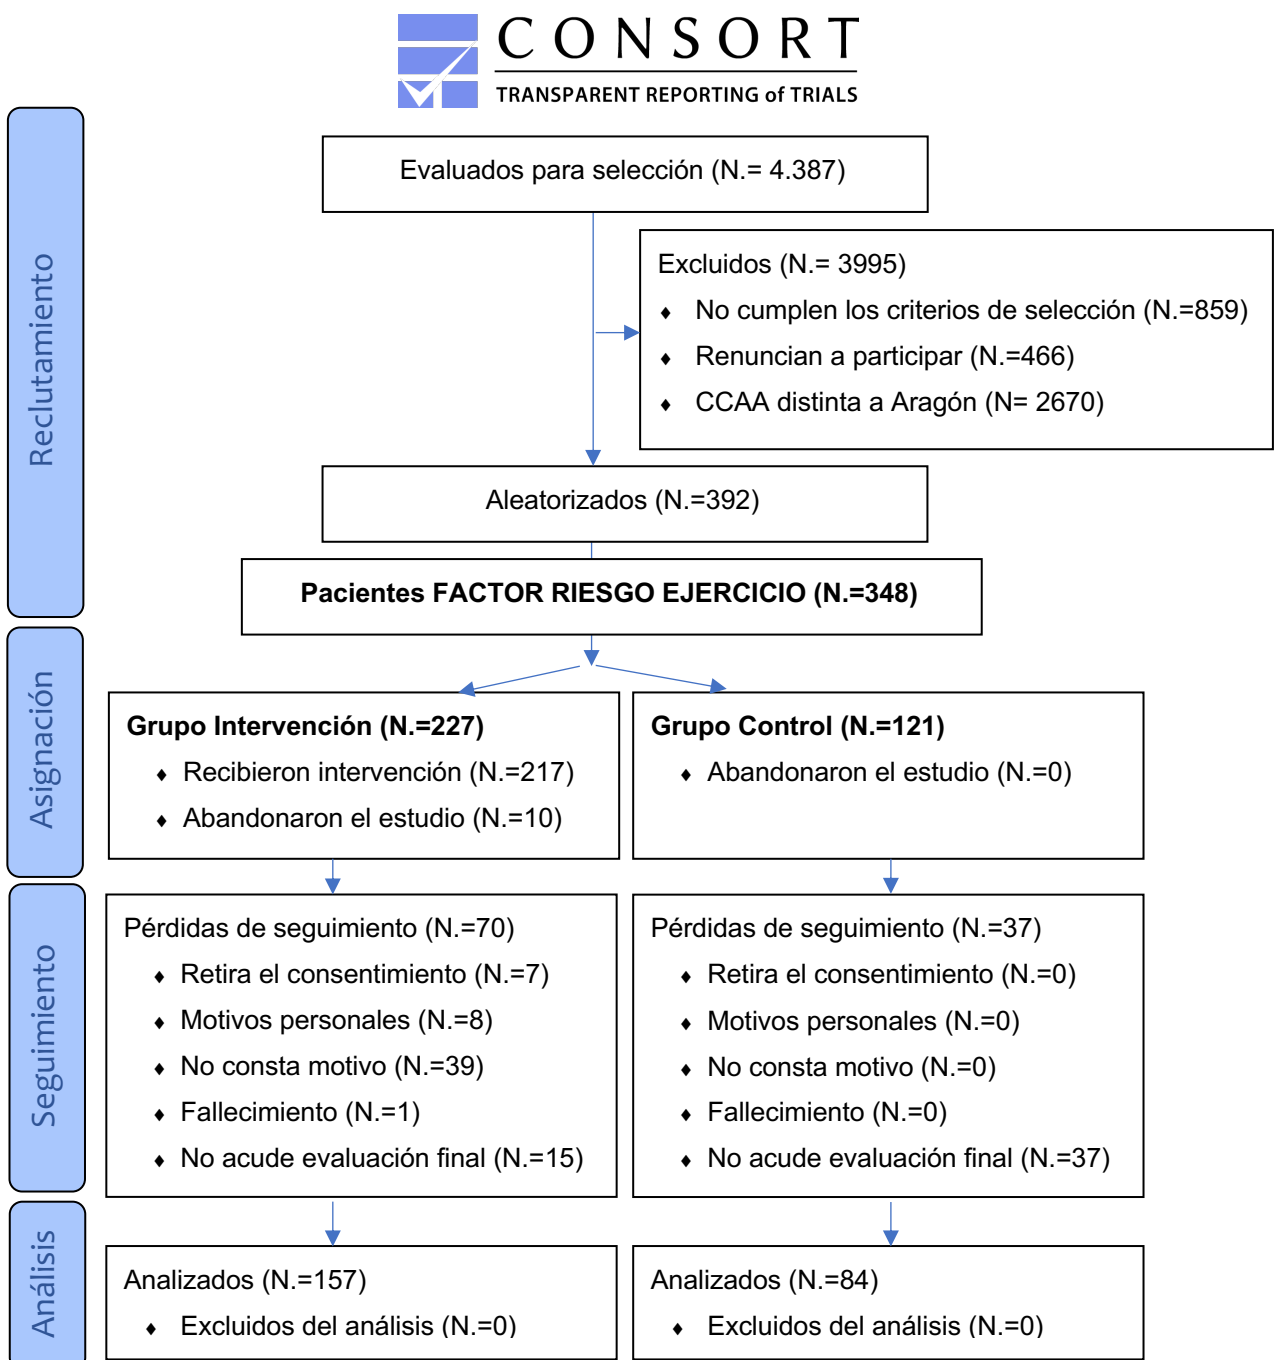 CONSORT
TRANSPARENT REPORTING of TRIALS
Reclutamiento
Evaluados para selección (N.= 4.387)
Excluidos (N.= 3995)
⬧ No cumplen los criterios de selección (N.=859)
⬧ Renuncian a participar (N.=466)
⬧ CCAA distinta a Aragón (N= 2670)
Aleatorizados (N.=392)
Pacientes FACTOR RIESGO EJERCICIO (N.=348)
Asignación
Grupo Intervención (N.=227)
⬧ Recibieron intervención (N.=217)
⬧ Abandonaron el estudio (N.=10)
Grupo Control (N.=121)
⬧ Abandonaron el estudio (N.=0)
Seguimiento
Pérdidas de seguimiento (N.=70)
⬧ Retira el consentimiento (N.=7)
⬧ Motivos personales (N.=8)
⬧ No consta motivo (N.=39)
⬧ Fallecimiento (N.=1)
⬧ No acude evaluación final (N.=15)
Pérdidas de seguimiento (N.=37)
⬧ Retira el consentimiento (N.=0)
⬧ Motivos personales (N.=0)
⬧ No consta motivo (N.=0)
⬧ Fallecimiento (N.=0)
⬧ No acude evaluación final (N.=37)
Análisis
Analizados (N.=157)
⬧ Excluidos del análisis (N.=0)
Analizados (N.=84)
⬧ Excluidos del análisis (N.=0)